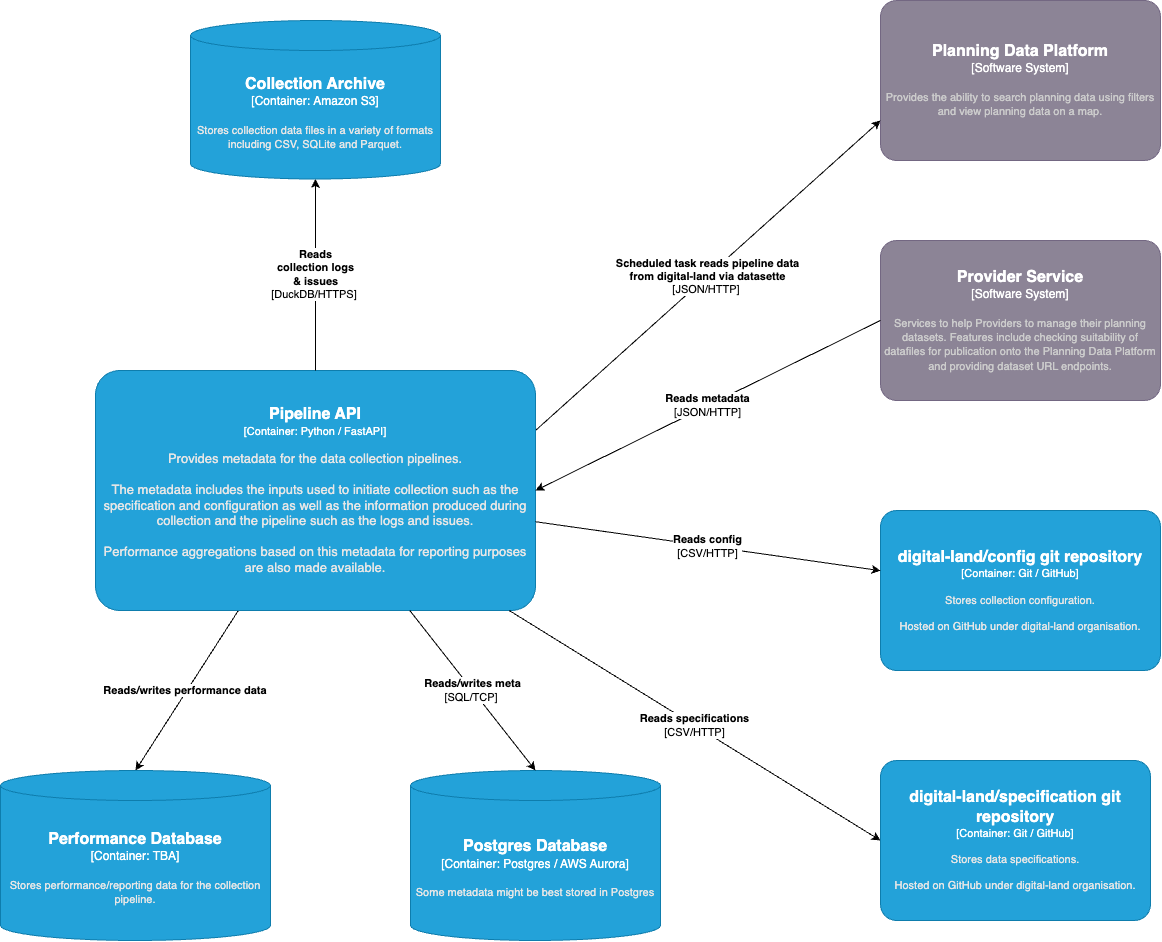 Collection Archive
[Container: Amazon S3]
Stores collection data files in a variety of formats
including CSV, SQLite and Parquet.
Planning Data Platform
[Software System]
Provides the ability to search planning data using filters
and view planning data on a map.
Reads
collection logs
& issues
[DuckDB/HTTPS]
Scheduled task reads pipeline data
from digital-land via datasette
[JSON/HTTP]
Provider Service
[Software System]
Services to help Providers to manage their planning
datasets. Features include checking suitability of
datafiles for publication onto the Planning Data Platform
and providing dataset URL endpoints.
Reads metadata
[JSON/HTTP]
Pipeline API
[Container: Python / FastAPI]
Provides metadata for the data collection pipelines.
The metadata includes the inputs used to initiate collection such as the
specification and configuration as well as the information produced during
collection and the pipeline such as the logs and issues.
Performance aggregations based on this metadata for reporting purposes
are also made available.
Reads config
[CSV/HTTP]
digital-land/config git repository
[Container: Git / GitHub]
Stores collection configuration.
Hosted on GitHub under digital-land organisation.
Reads/writes performance data
Reads/writes meta
[SQL/TCP]
Reads specifications
[CSV/HTTP]
Performance Database
[Container: TBA]
Stores performance/reporting data for the collection
pipeline.
Postgres Database
[Container: Postgres / AWS Aurora]
Some metadata might be best stored in Postgres
digital-land/specification git
repository
[Container: Git / GitHub]
Stores data specifications.
Hosted on GitHub under digital-land organisation.